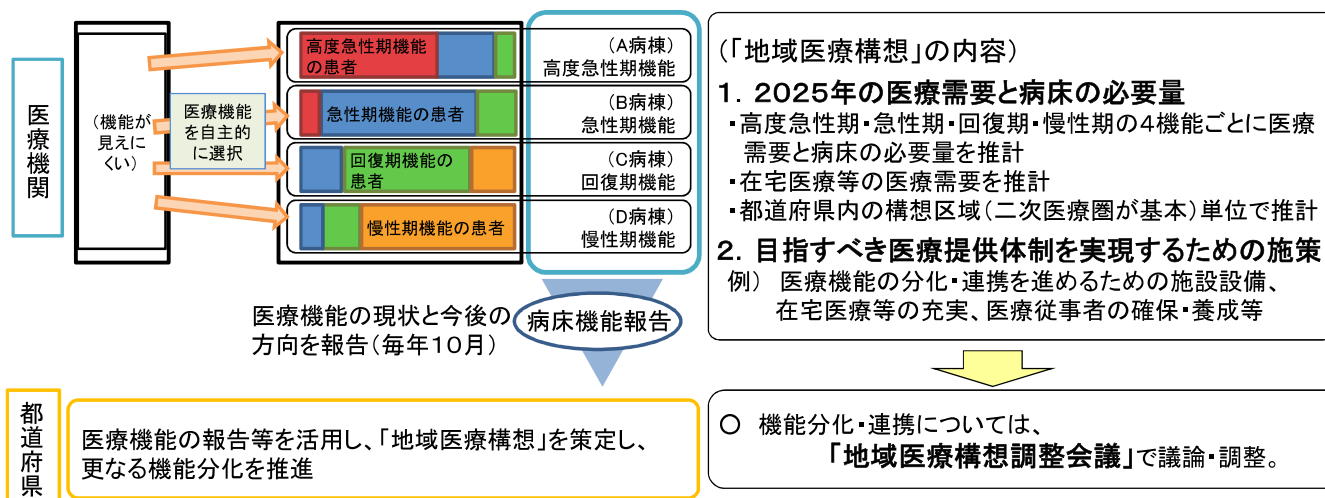 医療機関
(機能が
見えに
くい)
医療機能
を自主的
に選択
高度急性期機能
の患者
(A病棟)
高度急性期機能
急性期機能の患者
(B病棟)
急性期機能
回復期機能の
患者
(C病棟)
回復期機能
慢性期機能の患者
(D病棟)
慢性期機能
医療機能の現状と今後の
方向を報告(毎年10月)
病床機能報告
都道府県
医療機能の報告等を活用し、「地域医療構想」を策定し、
更なる機能分化を推進
(「地域医療構想」の内容)
1. 2025年の医療需要と病床の必要量
・高度急性期・急性期・回復期・慢性期の4機能ごとに医療
需要と病床の必要量を推計
・在宅医療等の医療需要を推計
・都道府県内の構想区域(二次医療圏が基本)単位で推計
2. 目指すべき医療提供体制を実現するための施策
例) 医療機能の分化・連携を進めるための施設設備、
在宅医療等の充実、医療従事者の確保・養成等
○ 機能分化・連携については、
「地域医療構想調整会議」で議論・調整。